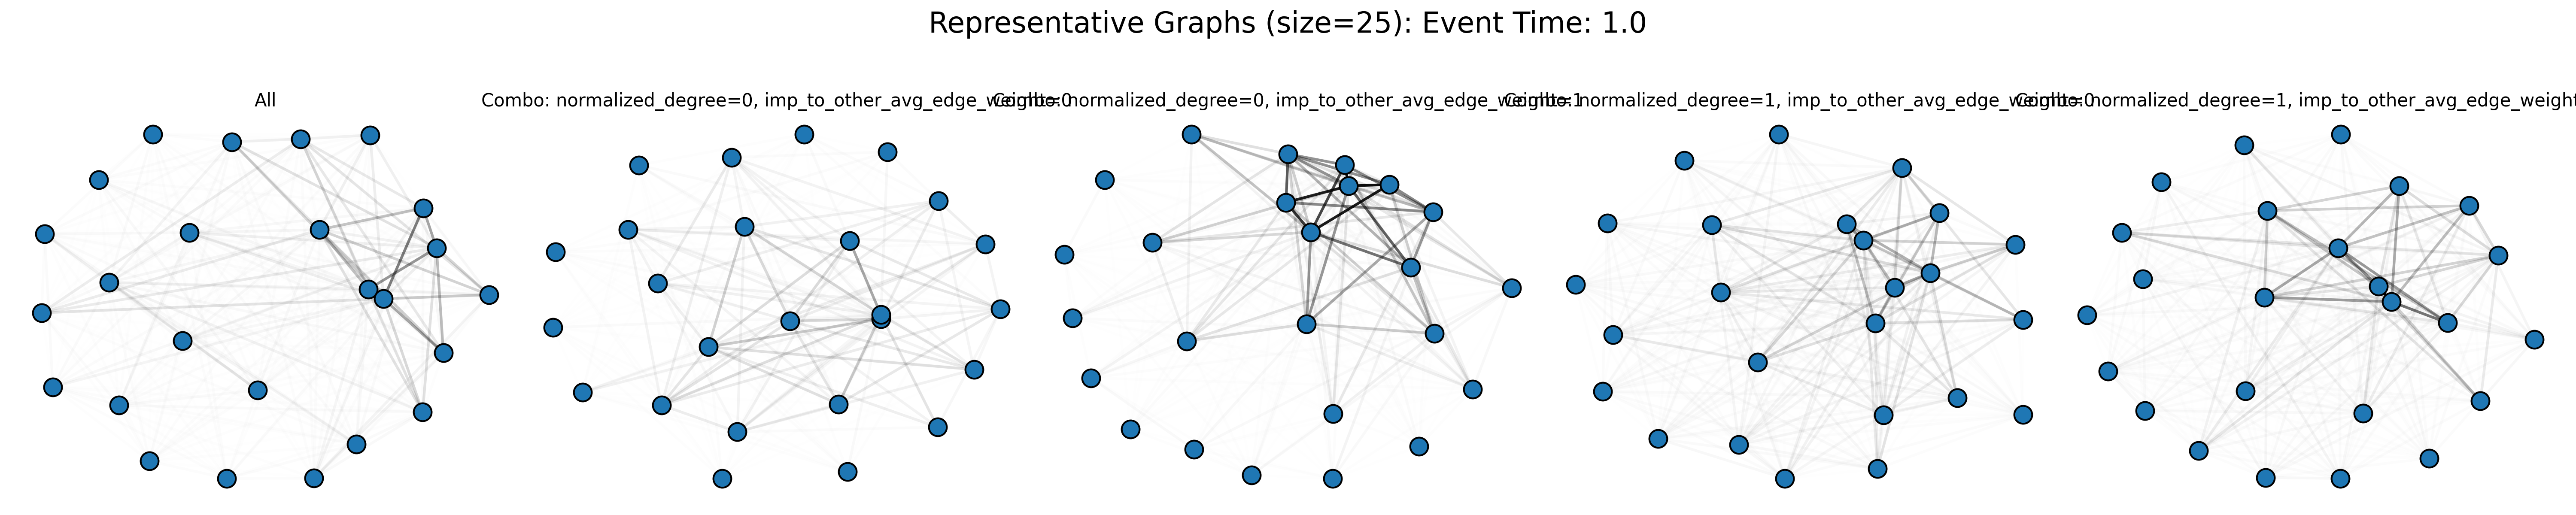 Representative Graphs (size=25): Event Time: 1.0
All
Combo: normalized_degree=0, imp_to_other_avg_edge_weight=0
Combo: normalized_degree=0, imp_to_other_avg_edge_weight=1
Combo: normalized_degree=1, imp_to_other_avg_edge_weight=0
Combo: normalized_degree=1, imp_to_other_avg_edge_weight